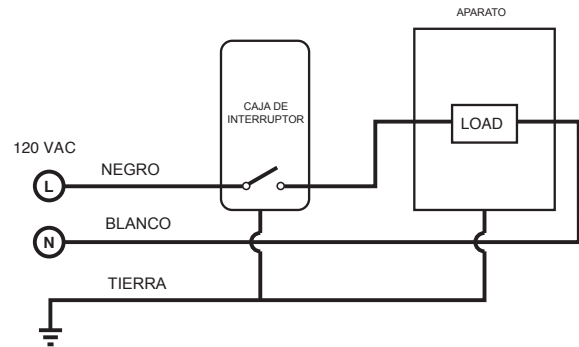 APARATO
CAJA DE
INTERRUPTOR
LOAD
120 VAC
NEGRO
L
BLANCO
N
TIERRA